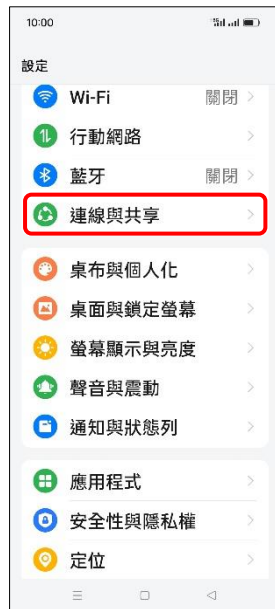 10:00
設定
Wi-Fi 關閉
行動網路
藍牙 關閉
連線與共享
桌布與個人化
桌面與鎖定螢幕
螢幕顯示與亮度
聲音與震動
通知與狀態列
應用程式
安全性與隱私權
定位